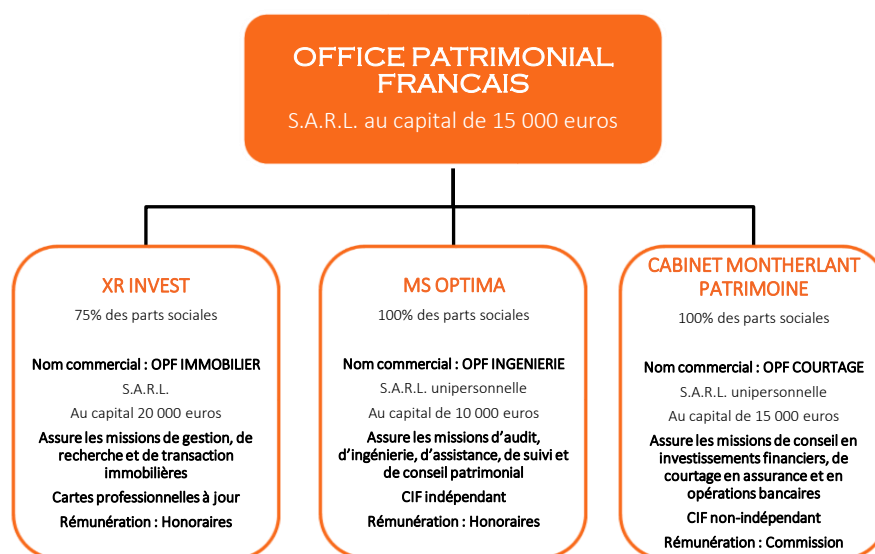 OFFICE PATRIMONIAL
FRANCAIS
S.A.R.L. au capital de 15 000 euros
XR INVEST
75% des parts sociales
Nom commercial : OPF IMMOBILIER
S.A.R.L.
Au capital 20 000 euros
Assure les missions de gestion, de
recherche et de transaction
immobilières
Cartes professionnelles à jour
Rémunération : Honoraires
MS OPTIMA
100% des parts sociales
Nom commercial : OPF INGENIERIE
S.A.R.L. unipersonnelle
Au capital de 10 000 euros
Assure les missions d'audit,
d'ingénierie, d'assistance, de suivi et
de conseil patrimonial
CIF indépendant
Rémunération : Honoraires
CABINET MONTHERLANT
PATRIMOINE
100% des parts sociales
Nom commercial : OPF COURTAGE
S.A.R.L. unipersonnelle
Au capital de 15 000 euros
Assure les missions de conseil en
investissements financiers, de
courtage en assurance et en
opérations bancaires
CIF non-indépendant
Rémunération : Commission